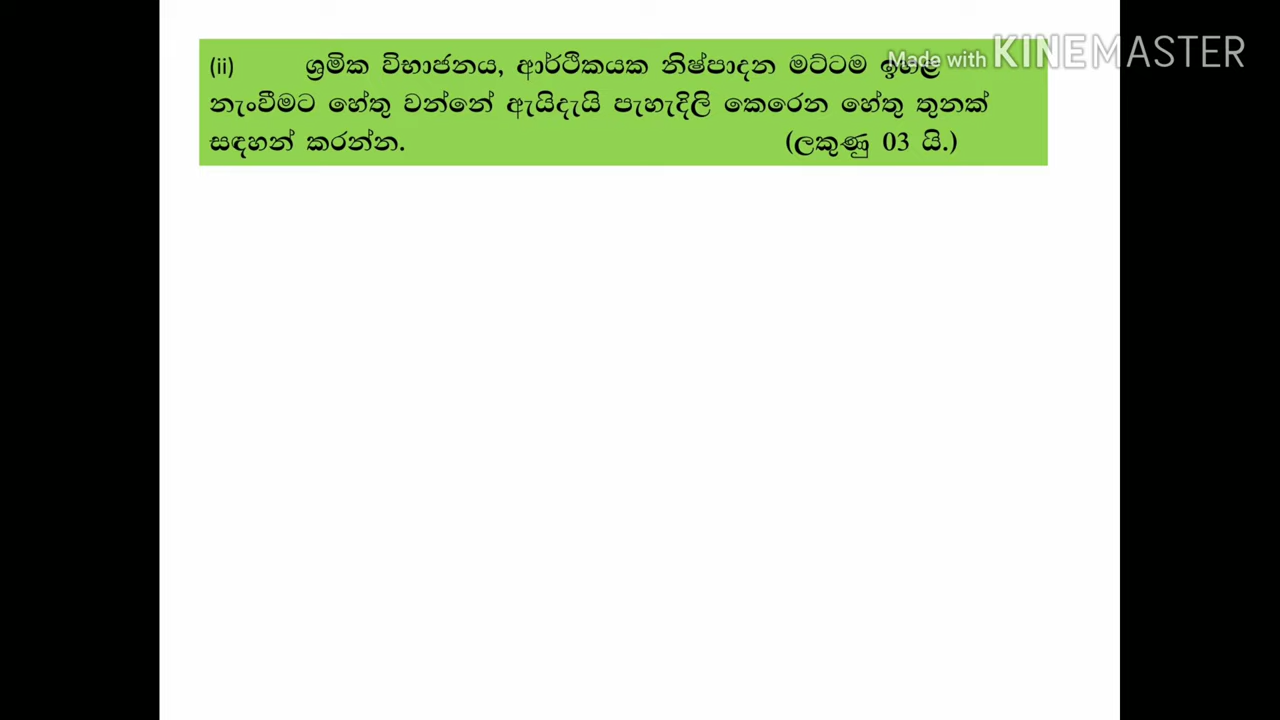 Made with KINEMASTER
(ii) ශ්‍රමික විභාජනය, ආර්ථිකයක නිෂ්පාදන මට්ටම ඉහළ
නැංවීමට හේතු වන්නේ ඇයිදැයි පැහැදිලි කෙරෙන හේතු තුනක්
සඳහන් කරන්න. (ලකුණු 03 යි.)